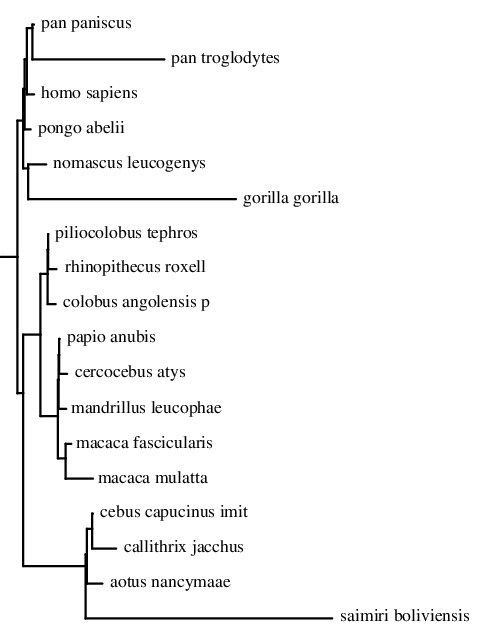 pan paniscus
pan troglodytes
homo sapiens
pongo abelii
nomascus leucogenys
gorilla gorilla
piliocolobus tephros
rhinopithecus roxell
colobus angolensis p
papio anubis
cercocebus atys
mandrillus leucophae
macaca fascicularis
macaca mulatta
cebus capucinus imit
callithrix jacchus
aotus nancymaae
saimiri boliviensis